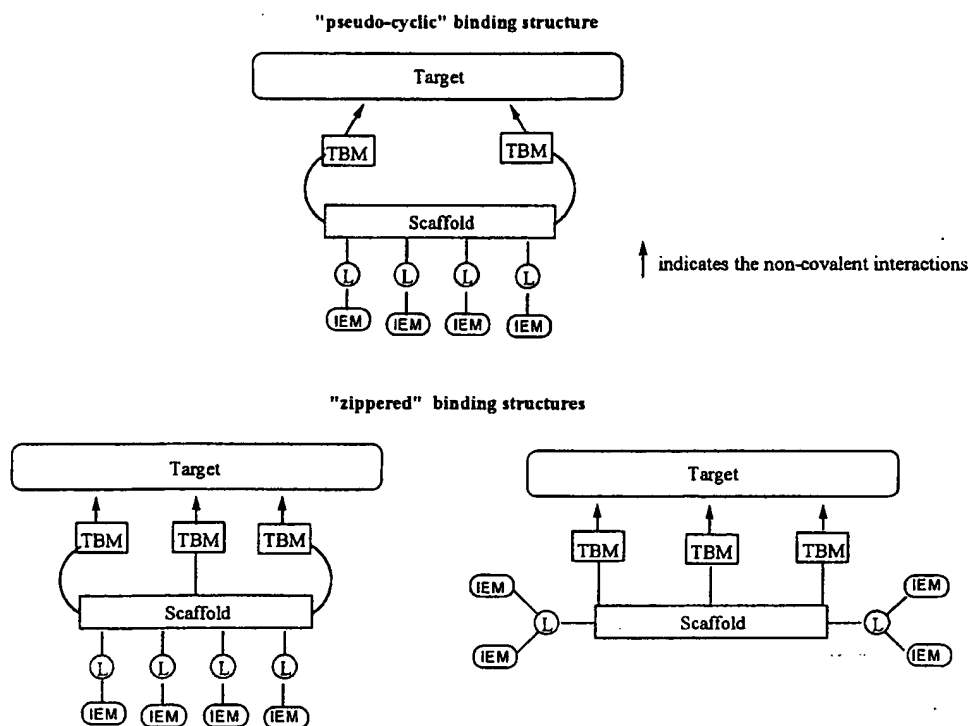 "pseudo-cyclic" binding structure
Target
TBM TBM
Scaffold
L L L L
IEM IEM IEM IEM
indicates the non-covalent interactions
"zippered" binding structures
Target
TBM TBM TBM
Scaffold
L L L L
IEM IEM IEM IEM
Target
TBM TBM TBM
IEM IEM
L Scaffold L
IEM IEM